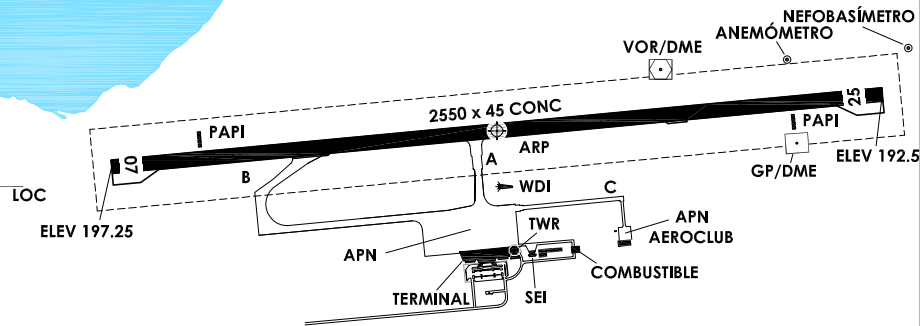 NEFOBASÍMETRO
ANEMÓMETRO
VOR/DME
2550 x 45 CONC
25
PAPI
PAPI
ARP
ELEV 192.5
07
A
GP/DME
B
WDI
C
LOC
ELEV 197.25
TWR
APN
AEROCLUB
APN
COMBUSTIBLE
TERMINAL
SEI